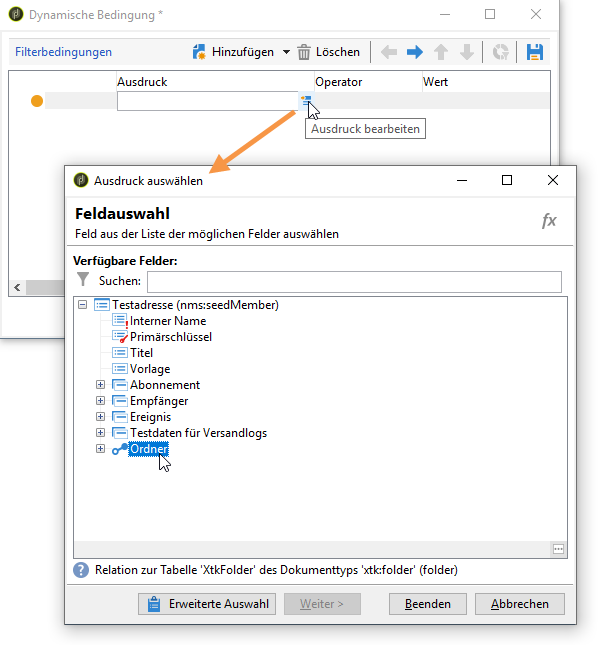 Dynamische Bedingung *
Filterbedingungen Hinzufügen Löschen
Ausdruck Operator Wert
Ausdruck bearbeiten
Ausdruck auswählen
Feldauswahl
Feld aus der Liste der möglichen Felder auswählen
fx
Verfügbare Felder:
Suchen:
Testadresse (nms:seedMember)
Interner Name
Primärschlüssel
Titel
Vorlage
Abonnement
Empfänger
Ereignis
Testdaten für Versandlogs
Ordner
Relation zur Tabelle 'XtkFolder' des Dokumenttyps 'xtk:folder' (folder)
Erweiterte Auswahl Weiter > Beenden Abbrechen